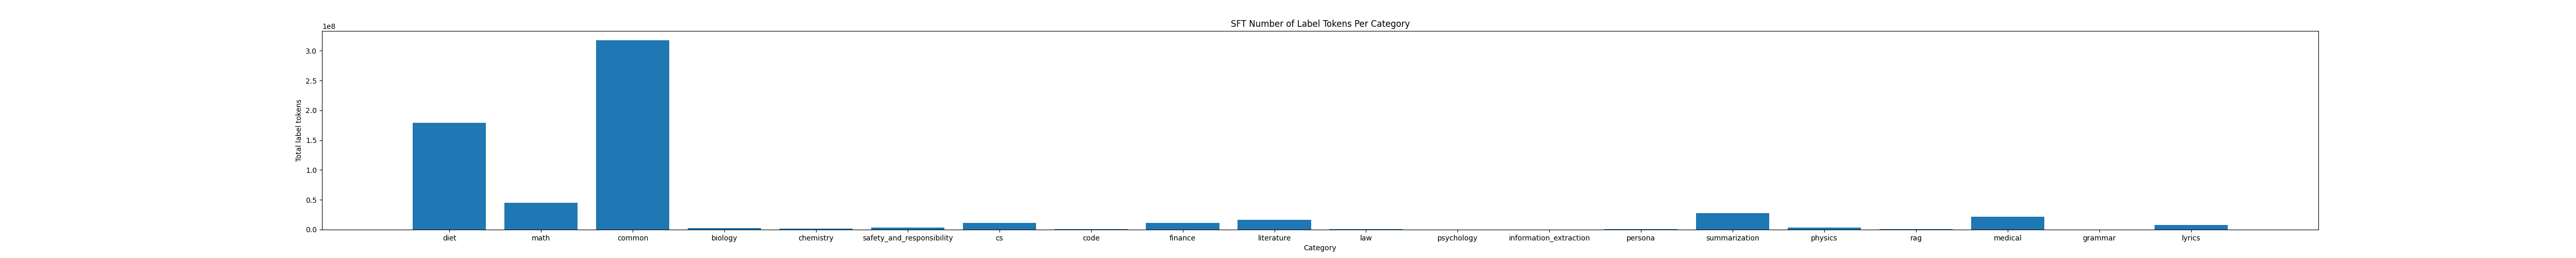 SFT Number of Label Tokens Per Category
1e8
3.0
2.5
2.0
1.5
1.0
0.5
0.0
Total label tokens
diet math common biology chemistry safety_and_responsibility cs code finance literature law psychology information_extraction persona summarization physics rag medical grammar lyrics
Category